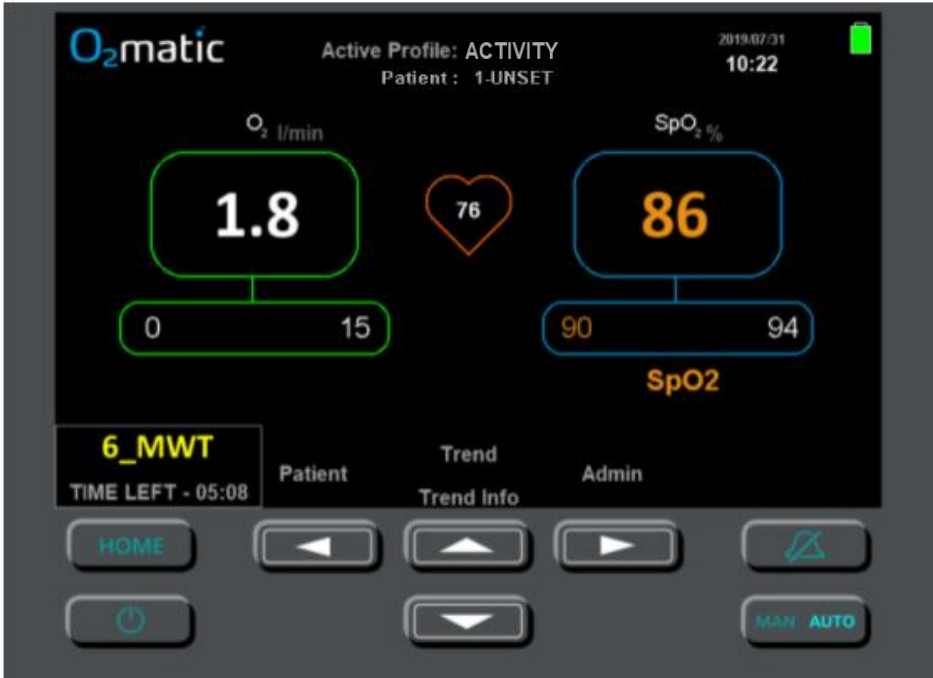 O2matic
Active Profile: ACTIVITY
Patient : 1-UNSET
2019.07/31
10:22
O2 l/min
SpO2 %
1.8
76
86
0 15
90 94
SpO2
6_MWT
TIME LEFT - 05:08
Patient
Trend
Trend Info
Admin
HOME
MAN AUTO